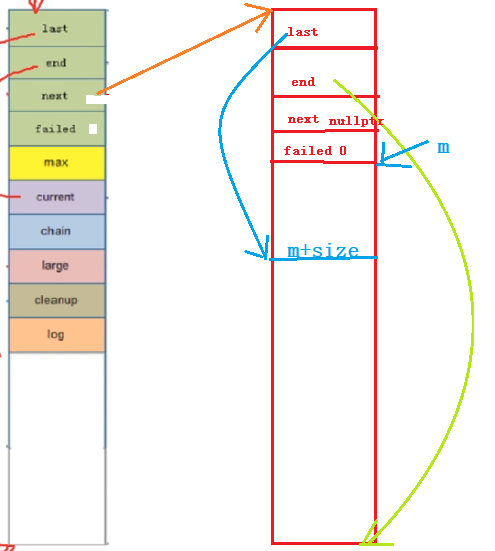 last
end
next
failed
max
current
chain
large
cleanup
log
last
end
next nullptr
failed 0
m
m+size